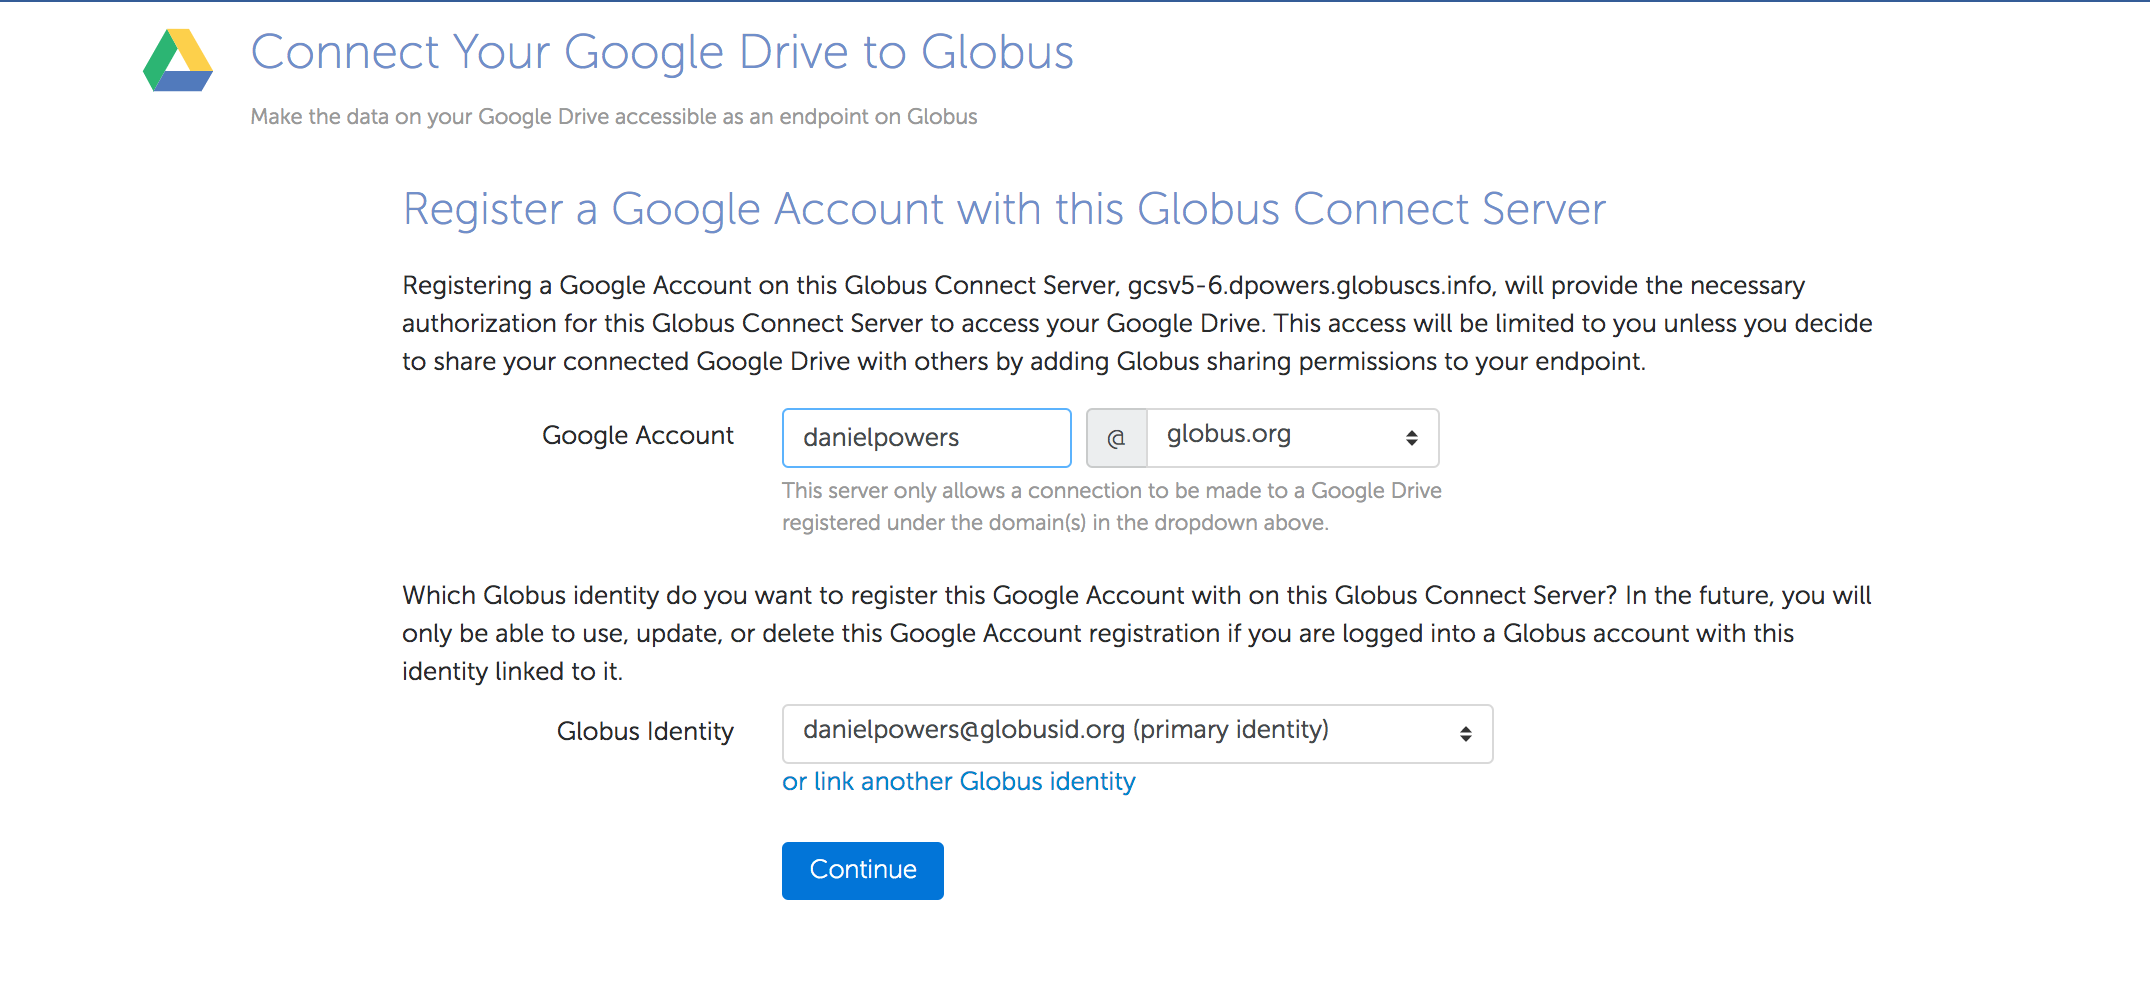 Connect Your Google Drive to Globus
Make the data on your Google Drive accessible as an endpoint on Globus
Register a Google Account with this Globus Connect Server
Registering a Google Account on this Globus Connect Server, gcsv5-6.dpowers.globuscs.info, will provide the necessary
authorization for this Globus Connect Server to access your Google Drive. This access will be limited to you unless you decide
to share your connected Google Drive with others by adding Globus sharing permissions to your endpoint.
Google Account danielpowers @ globus.org
This server only allows a connection to be made to a Google Drive
registered under the domain(s) in the dropdown above.
Which Globus identity do you want to register this Google Account with on this Globus Connect Server? In the future, you will
only be able to use, update, or delete this Google Account registration if you are logged into a Globus account with this
identity linked to it.
Globus Identity danielpowers@globusid.org (primary identity)
or link another Globus identity
Continue